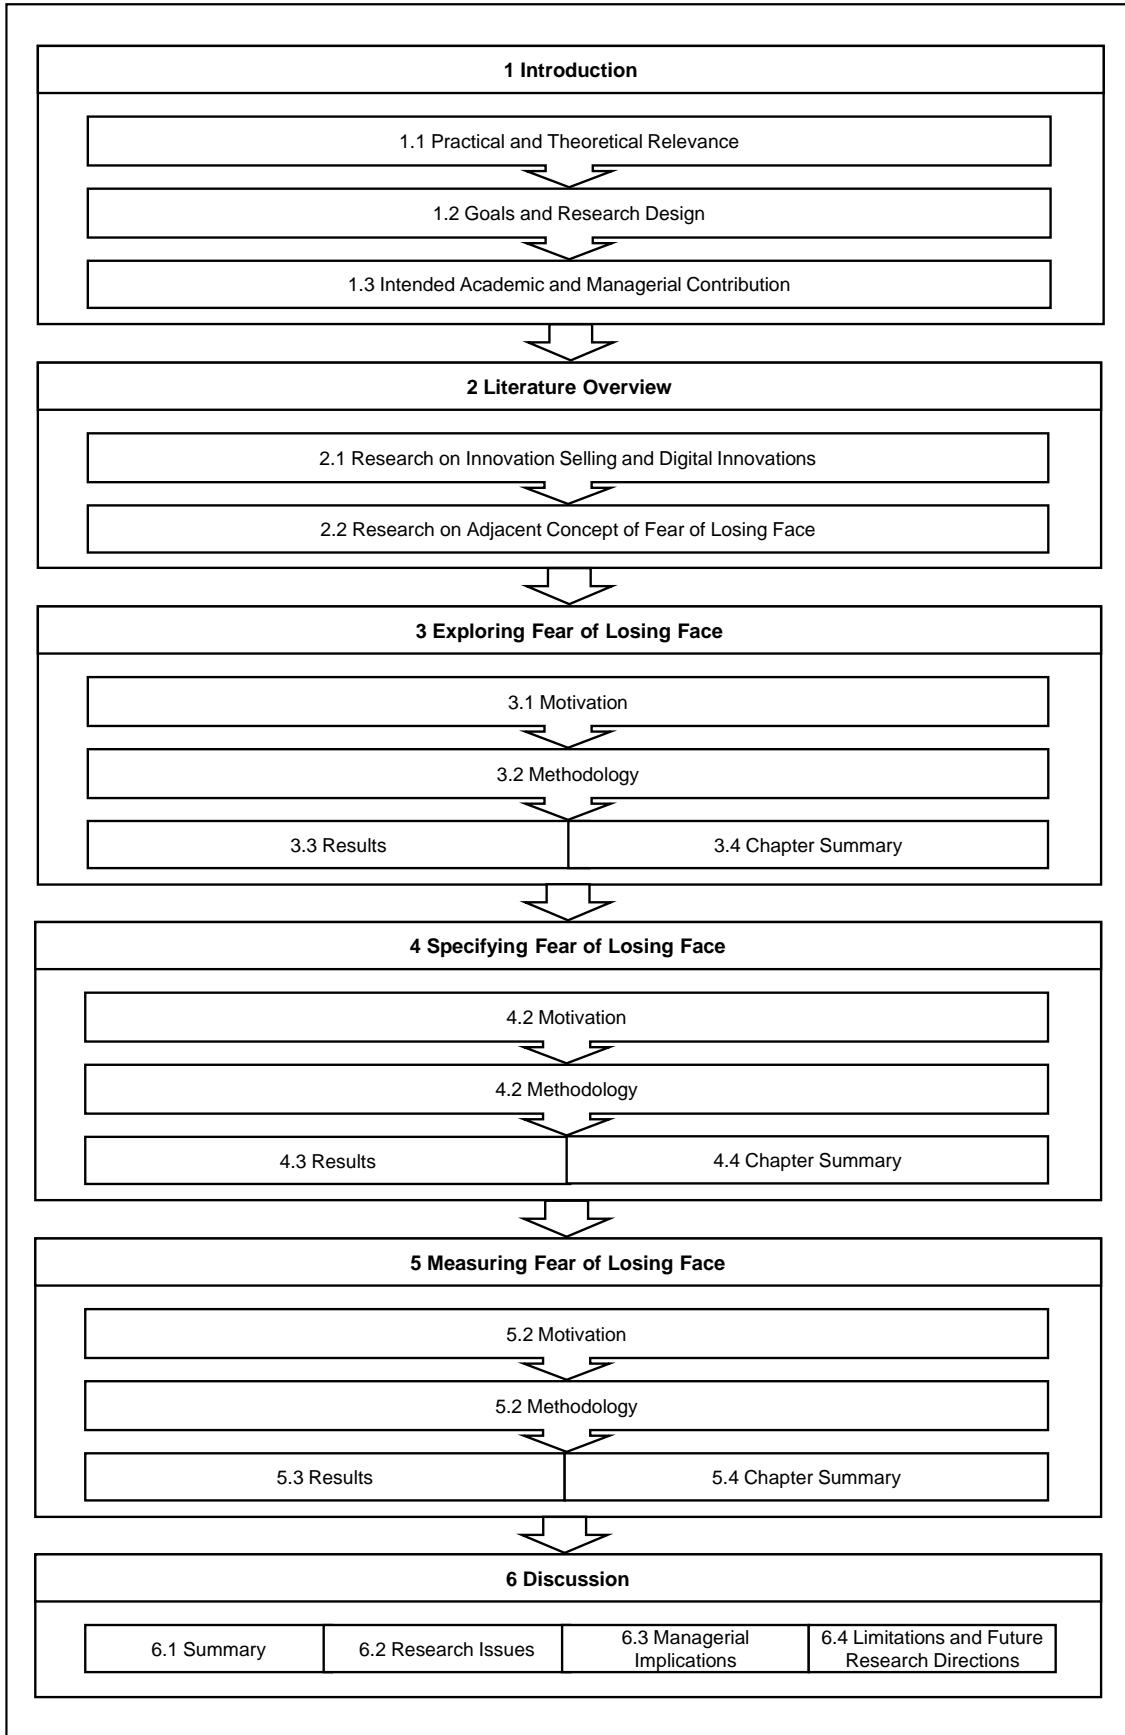 1 Introduction
1.1 Practical and Theoretical Relevance
1.2 Goals and Research Design
1.3 Intended Academic and Managerial Contribution
2 Literature Overview
2.1 Research on Innovation Selling and Digital Innovations
2.2 Research on Adjacent Concept of Fear of Losing Face
3 Exploring Fear of Losing Face
3.1 Motivation
3.2 Methodology
3.3 Results
3.4 Chapter Summary
4 Specifying Fear of Losing Face
4.2 Motivation
4.2 Methodology
4.3 Results
4.4 Chapter Summary
5 Measuring Fear of Losing Face
5.2 Motivation
5.2 Methodology
5.3 Results
5.4 Chapter Summary
6 Discussion
6.1 Summary
6.2 Research Issues
6.3 Managerial
Implications
6.4 Limitations and Future
Research Directions